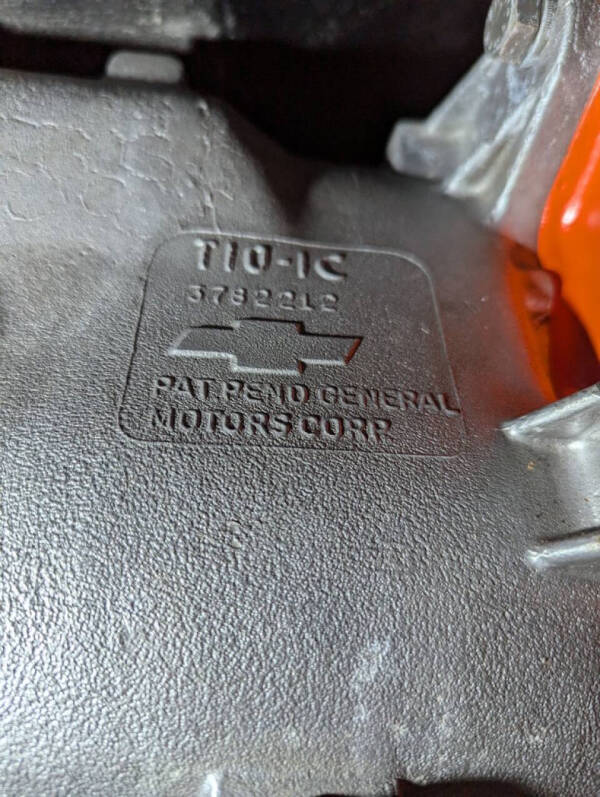 T10-1C
3782212
PAT. PEND GENERAL
MOTORS CORP.